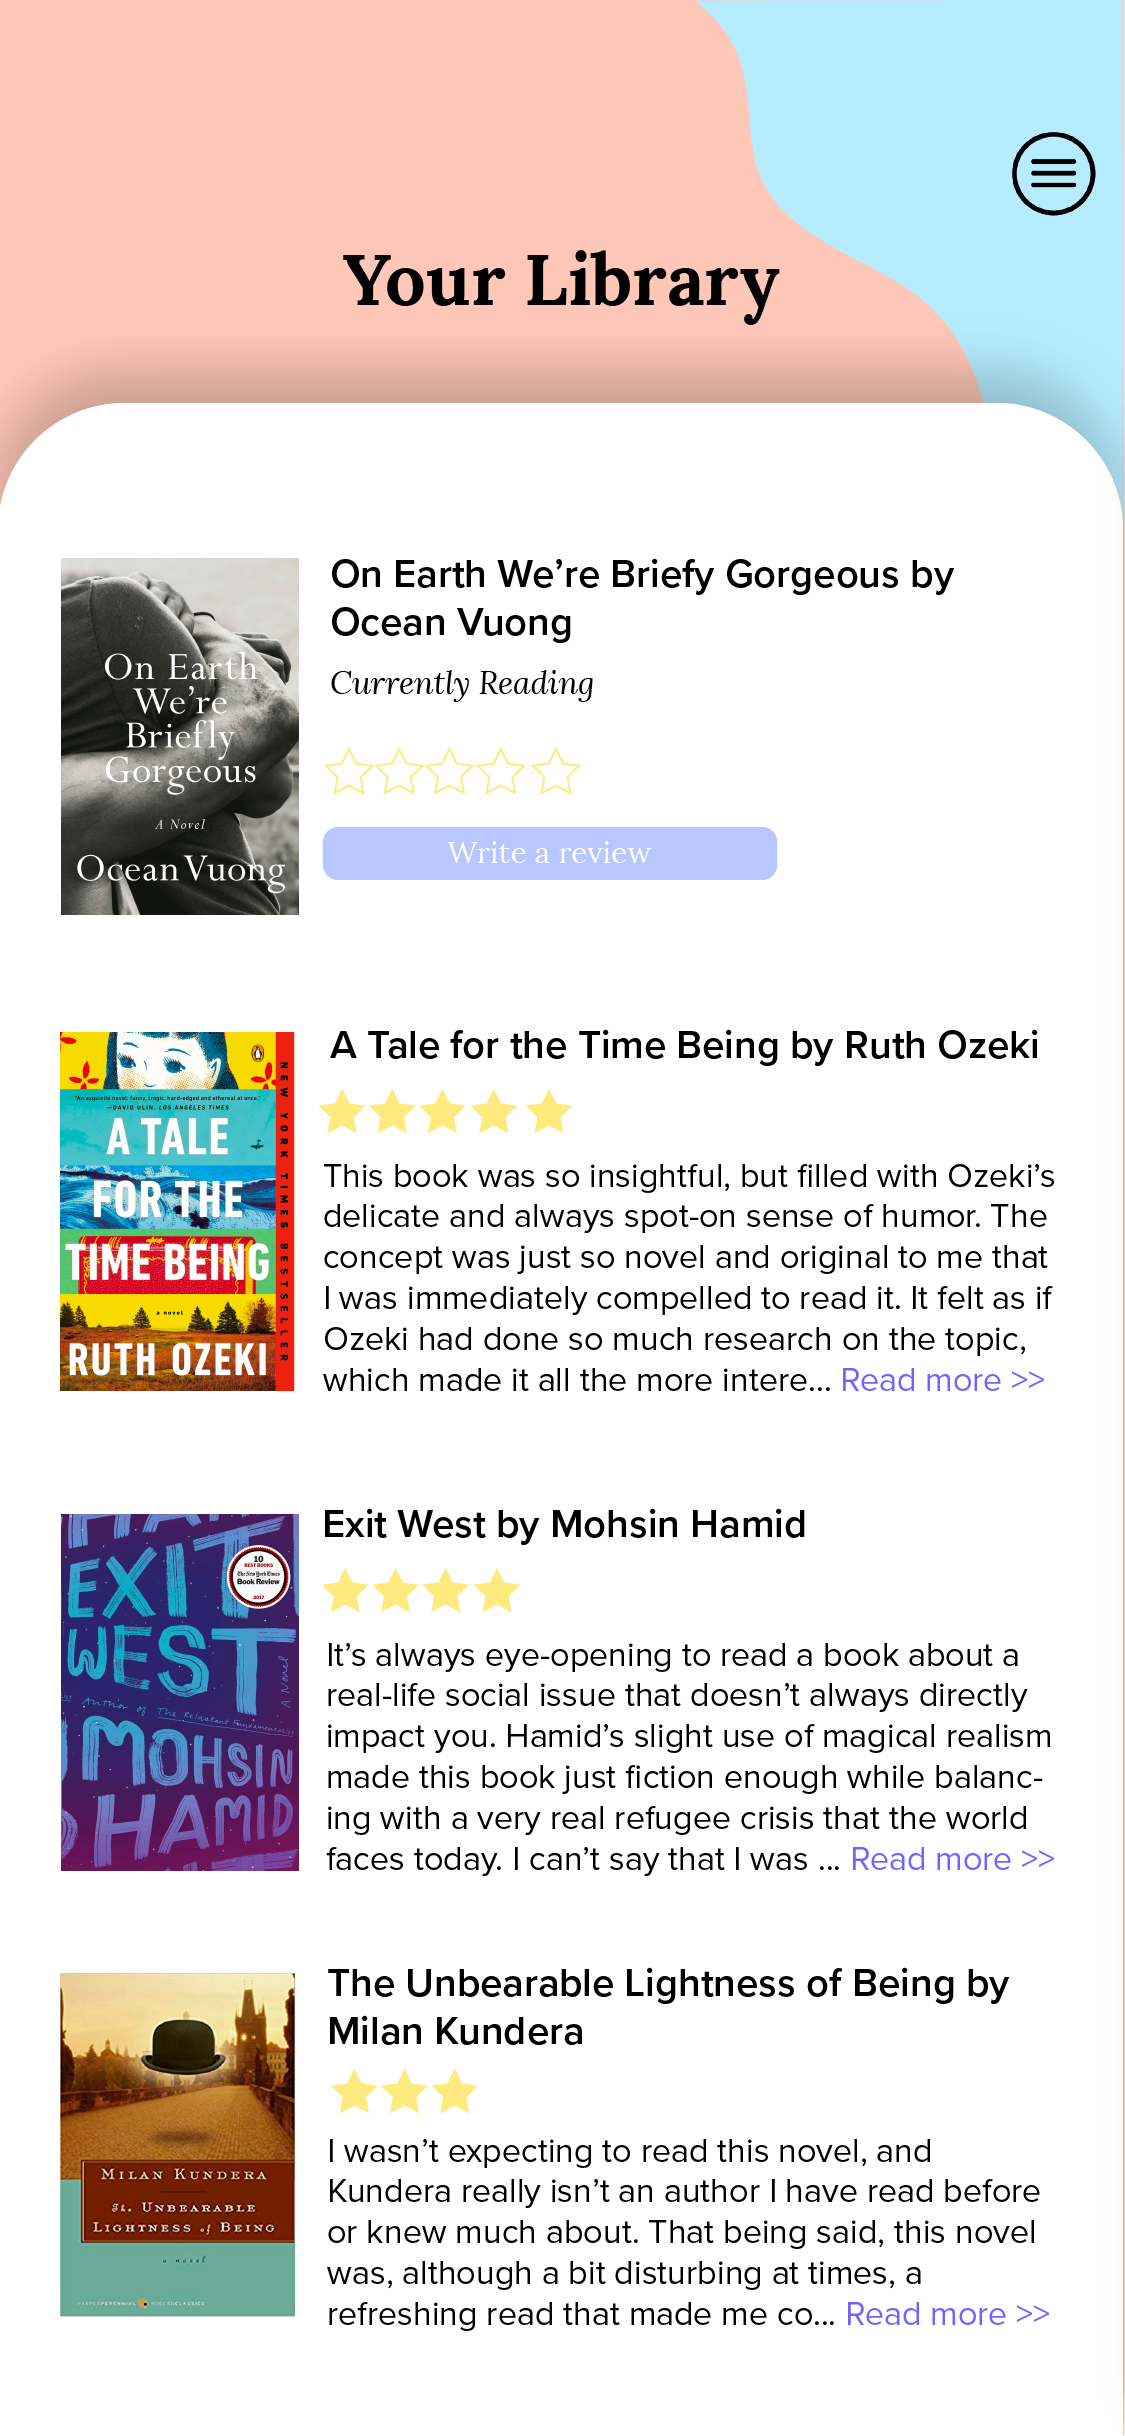 Your Library
On Earth We’re Briefy Gorgeous by
Ocean Vuong
Currently Reading
Write a review
On Earth
We’re
Briefly
Gorgeous
A Novel
Ocean Vuong
A Tale for the Time Being by Ruth Ozeki
This book was so insightful, but filled with Ozeki’s
delicate and always spot-on sense of humor. The
concept was just so novel and original to me that
I was immediately compelled to read it. It felt as if
Ozeki had done so much research on the topic,
which made it all the more intere... Read more >>
"An exquisite novel: funny, tragic, hard-edged and ethereal at once."
—DAVID ULIN, LOS ANGELES TIMES
A TALE
FOR THE
TIME BEING
a novel
RUTH OZEKI
NEW YORK TIMES BESTSELLER
Exit West by Mohsin Hamid
It’s always eye-opening to read a book about a
real-life social issue that doesn’t always directly
impact you. Hamid’s slight use of magical realism
made this book just fiction enough while balanc-
ing with a very real refugee crisis that the world
faces today. I can’t say that I was ... Read more >>
EXIT
WEST
10
BEST BOOKS
The New York Times
Book Review
2017
A Novel
Author of The Reluctant Fundamentalist
MOHSIN
HAMID
The Unbearable Lightness of Being by
Milan Kundera
I wasn’t expecting to read this novel, and
Kundera really isn’t an author I have read before
or knew much about. That being said, this novel
was, although a bit disturbing at times, a
refreshing read that made me co... Read more >>
MILAN KUNDERA
The UNBEARABLE
LIGHTNESS of BEING
a novel
HARPERPERENNIAL MODERNCLASSICS